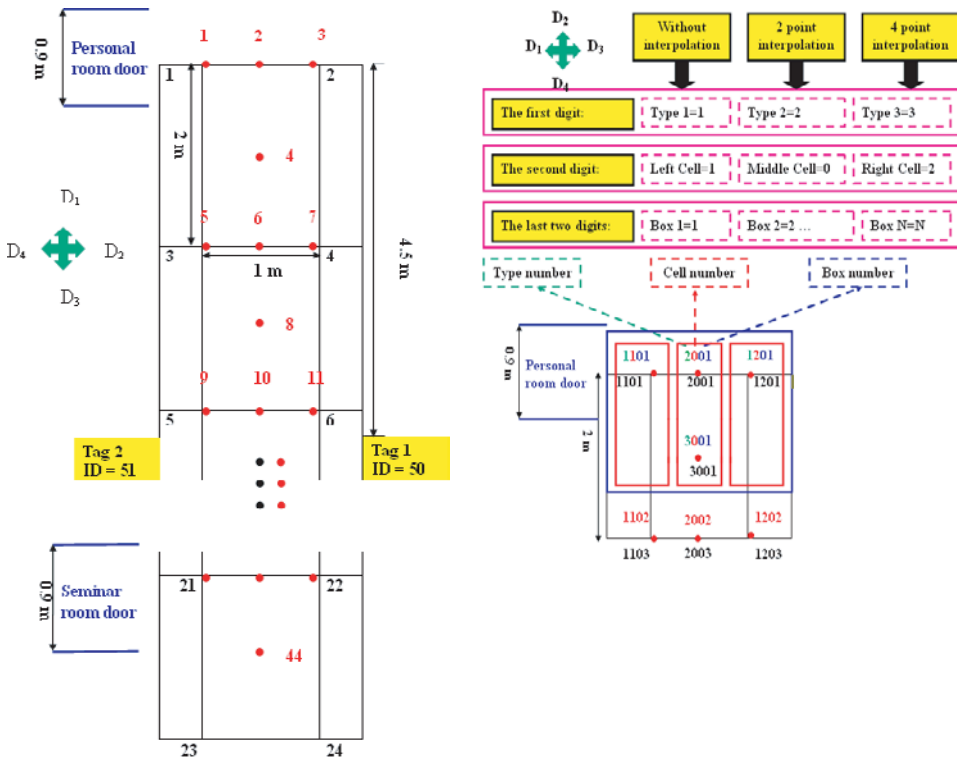 0.9 m
Personal
room door
1
2
3
1
2
2 m
4
D1
D4
D2
D3
5
6
7
3
4
1 m
4.5 m
8
9
10
11
5
6
Tag 2
ID = 51
Tag 1
ID = 50
0.9 m
Seminar
room door
21
22
44
23
24
D2
D1
D3
D4
Without
interpolation
2 point
interpolation
4 point
interpolation
The first digit:
Type 1=1
Type 2=2
Type 3=3
The second digit:
Left Cell=1
Middle Cell=0
Right Cell=2
The last two digits:
Box 1=1
Box 2=2 ...
Box N=N
Type number
Cell number
Box number
0.9 m
Personal
room door
1101
2001
1201
1101
2001
1201
2 m
3001
3001
1102
2002
1202
1103
2003
1203